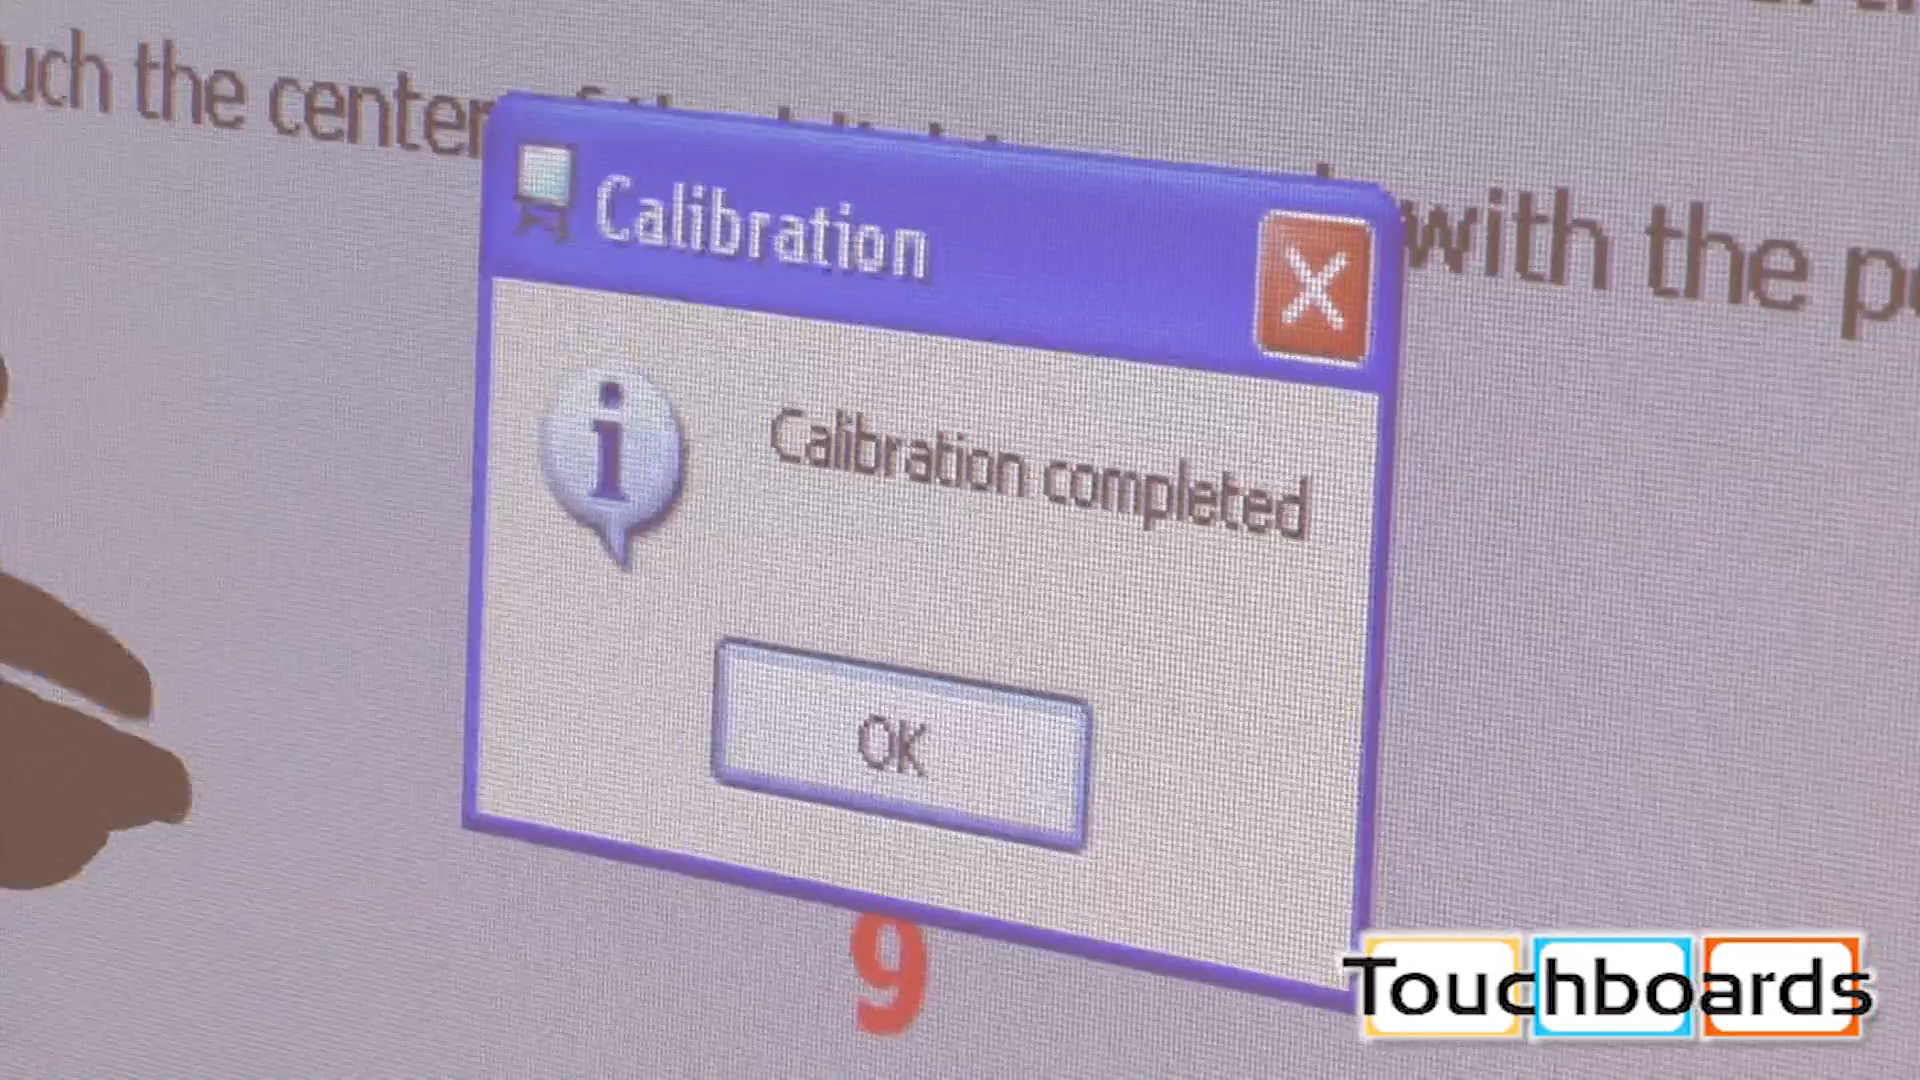 uch the center
with the
Calibration
Calibration completed
OK
9
Touchboards